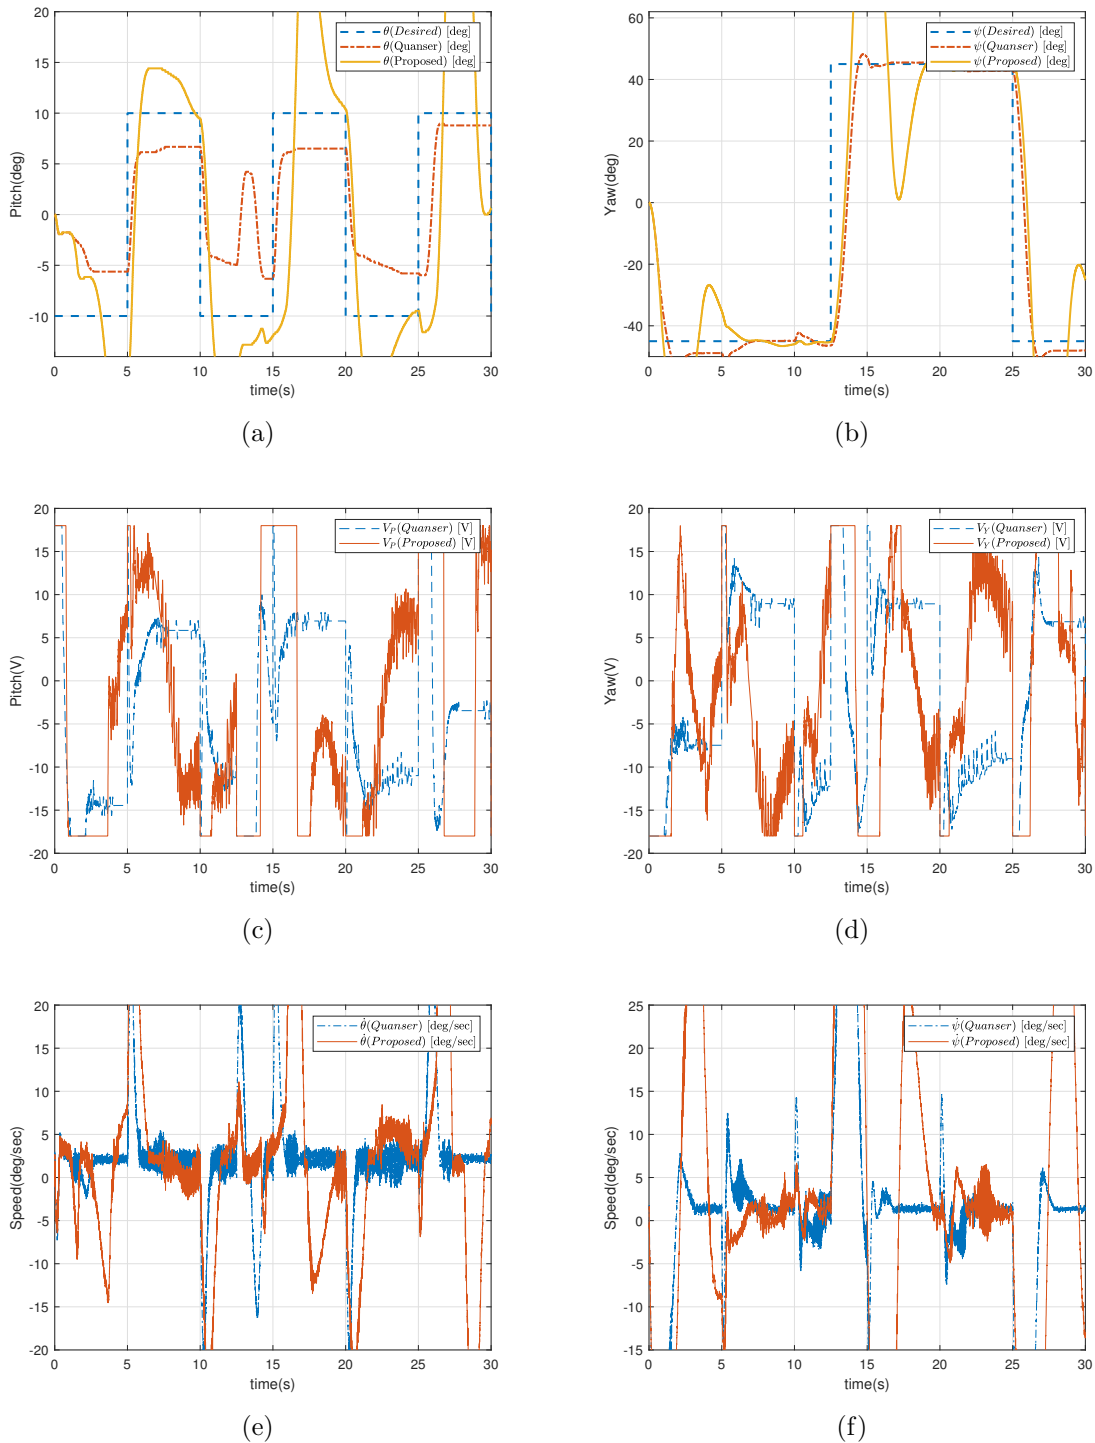 20
15
10
5
0
-5
-10
Pitch(deg)
θ(Desired) [deg]
θ(Quanser) [deg]
θ(Proposed) [deg]
0 5 10 15 20 25 30
time(s)
(a)
60
40
20
0
-20
-40
Yaw(deg)
ψ(Desired) [deg]
ψ(Quanser) [deg]
ψ(Proposed) [deg]
0 5 10 15 20 25 30
time(s)
(b)
20
15
10
5
0
-5
-10
-15
-20
Pitch(V)
V_P(Quanser) [V]
V_P(Proposed) [V]
0 5 10 15 20 25 30
time(s)
(c)
20
15
10
5
0
-5
-10
-15
-20
Yaw(V)
V_Y(Quanser) [V]
V_Y(Proposed) [V]
0 5 10 15 20 25 30
time(s)
(d)
20
15
10
5
0
-5
-10
-15
-20
Speed(deg/sec)
θ̇(Quanser) [deg/sec]
θ̇(Proposed) [deg/sec]
0 5 10 15 20 25 30
time(s)
(e)
25
20
15
10
5
0
-5
-10
-15
Speed(deg/sec)
ψ̇(Quanser) [deg/sec]
ψ̇(Proposed) [deg/sec]
0 5 10 15 20 25 30
time(s)
(f)